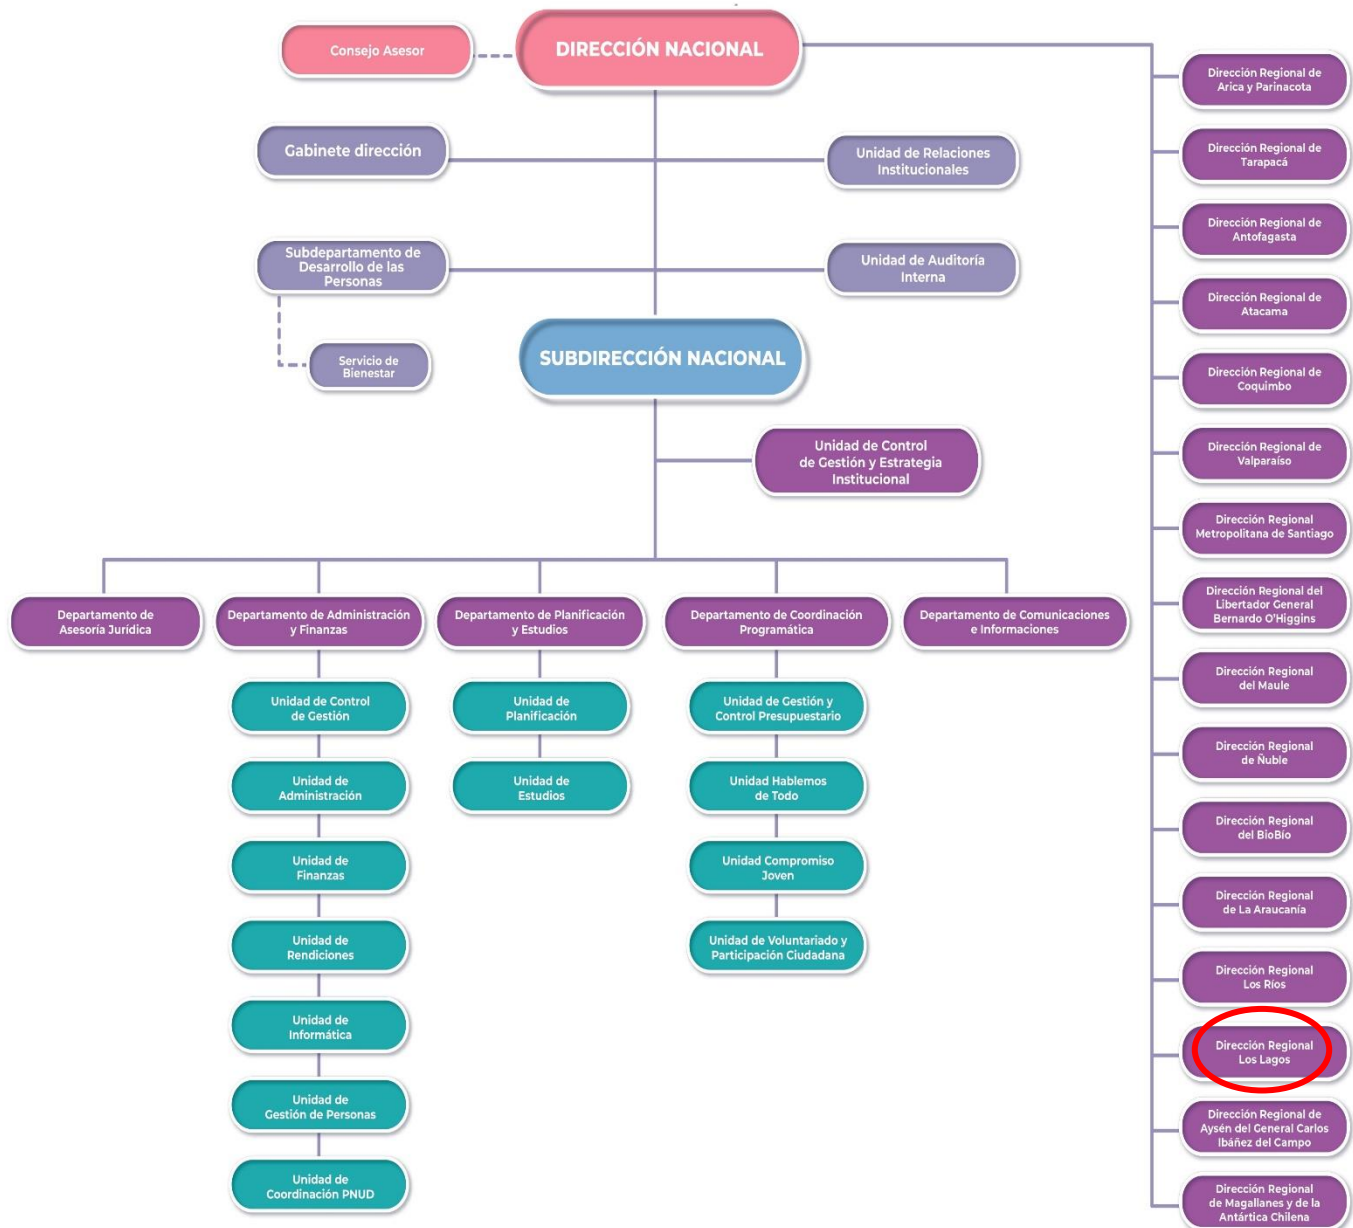 Consejo Asesor
DIRECCIÓN NACIONAL
Gabinete dirección
Unidad de Relaciones
Institucionales
Subdepartamento de
Desarrollo de las
Personas
Unidad de Auditoría
Interna
Servicio de
Bienestar
SUBDIRECCIÓN NACIONAL
Unidad de Control
de Gestión y Estrategia
Institucional
Departamento de
Asesoría Jurídica
Departamento de Administración
y Finanzas
Departamento de Planificación
y Estudios
Departamento de Coordinación
Programática
Departamento de Comunicaciones
e Informaciones
Unidad de Control
de Gestión
Unidad de
Administración
Unidad de
Finanzas
Unidad de
Rendiciones
Unidad de
Informática
Unidad de
Gestión de Personas
Unidad de
Coordinación PNUD
Unidad de
Planificación
Unidad de
Estudios
Unidad de Gestión y
Control Presupuestario
Unidad Hablemos
de Todo
Unidad Compromiso
Joven
Unidad de Voluntariado y
Participación Ciudadana
Dirección Regional de
Arica y Parinacota
Dirección Regional de
Tarapacá
Dirección Regional de
Antofagasta
Dirección Regional de
Atacama
Dirección Regional de
Coquimbo
Dirección Regional de
Valparaíso
Dirección Regional
Metropolitana de Santiago
Dirección Regional del
Libertador General
Bernardo O'Higgins
Dirección Regional
del Maule
Dirección Regional
de Ñuble
Dirección Regional
del BioBío
Dirección Regional
de La Araucanía
Dirección Regional
Los Ríos
Dirección Regional
Los Lagos
Dirección Regional de
Aysén del General Carlos
Ibáñez del Campo
Dirección Regional
de Magallanes y de la
Antártica Chilena